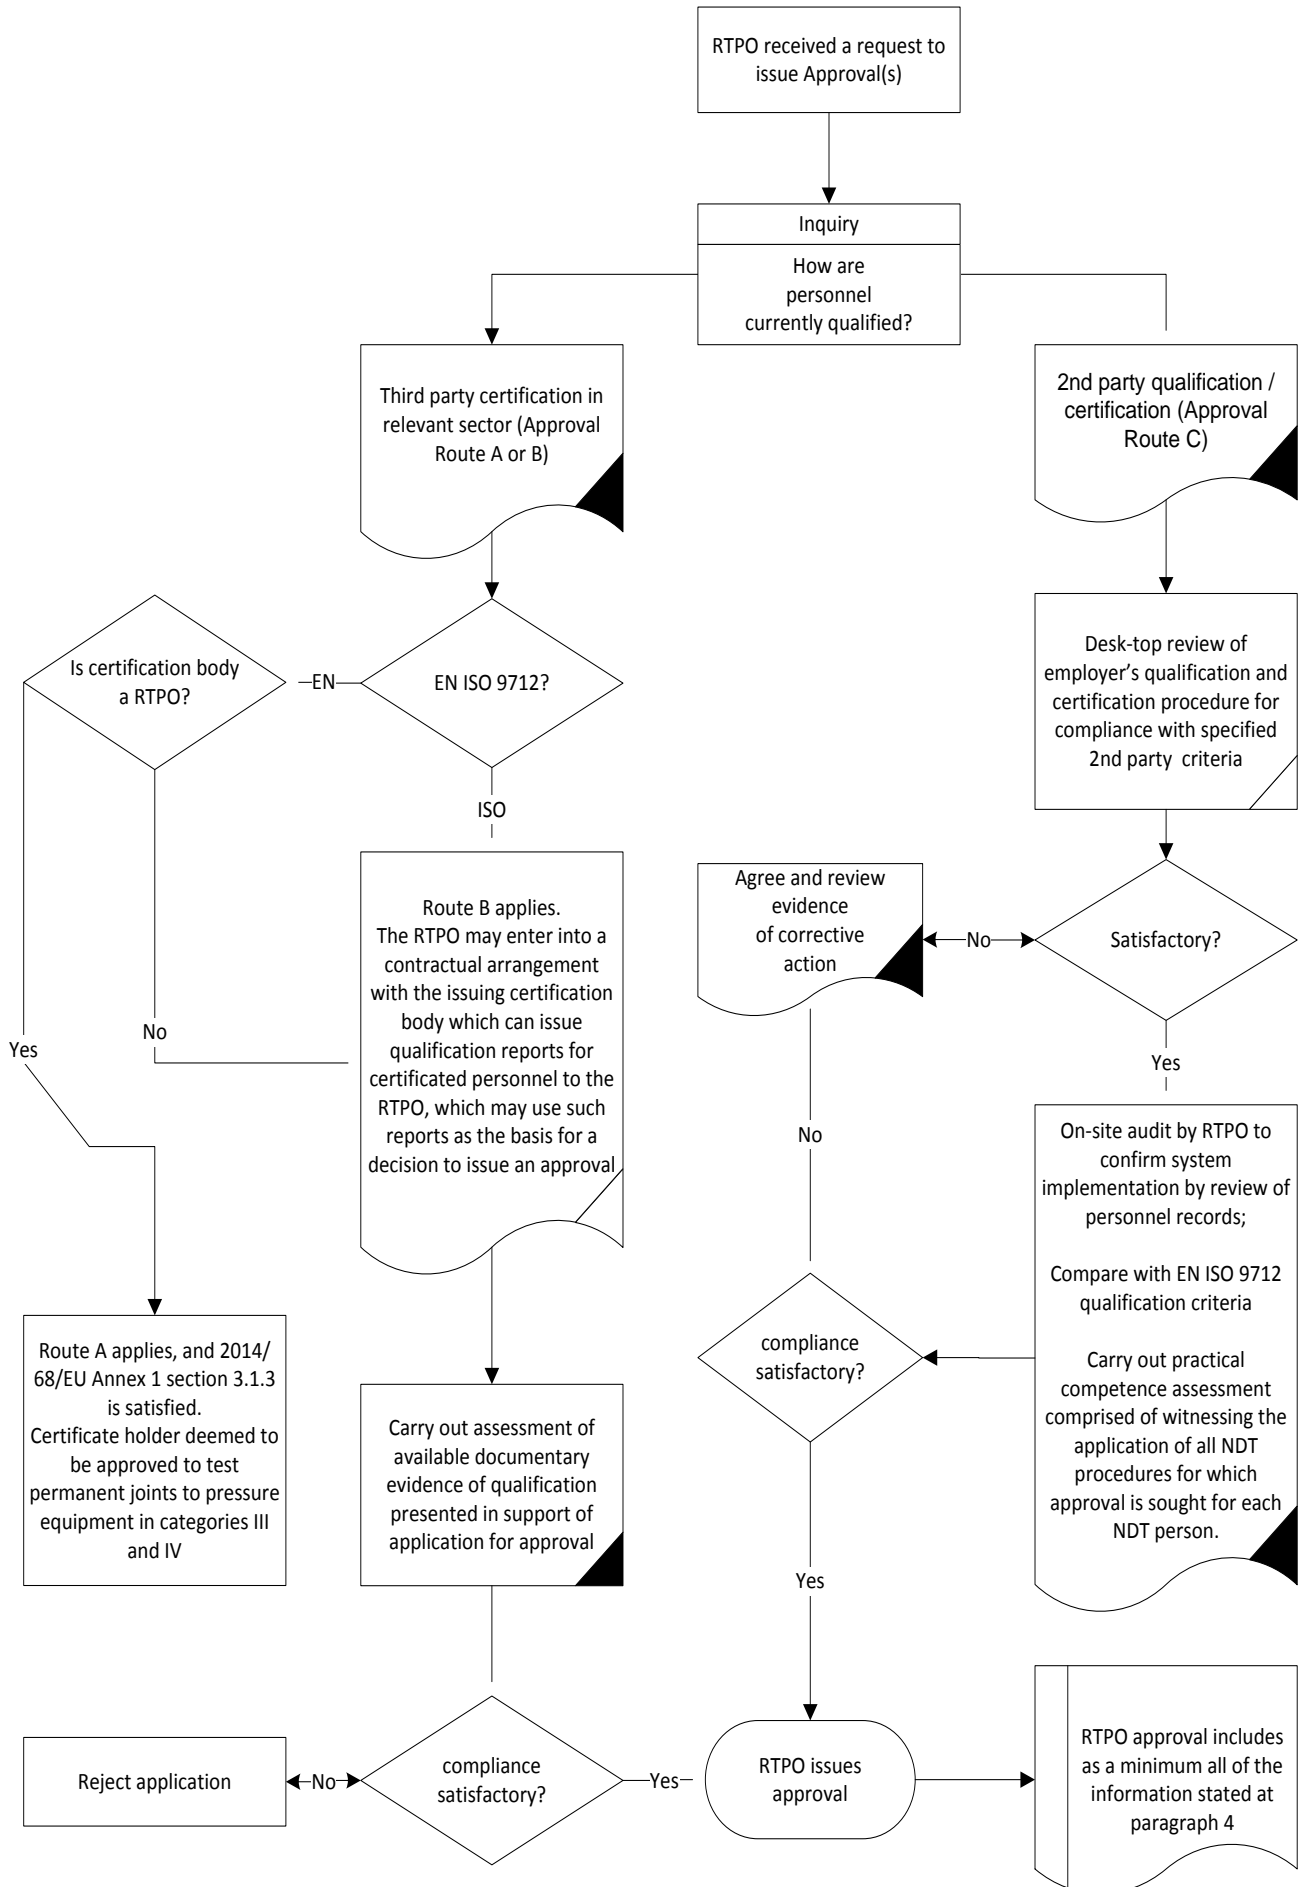 RTPO received a request to
issue Approval(s)
Inquiry
How are
personnel
currently qualified?
Third party certification in
relevant sector (Approval
Route A or B)
2nd party qualification /
certification (Approval
Route C)
Is certification body
a RTPO?
EN
EN ISO 9712?
ISO
Desk-top review of
employer’s qualification and
certification procedure for
compliance with specified
2nd party  criteria
Agree and review
evidence
of corrective
action
No
Satisfactory?
Yes
Route B applies.
The RTPO may enter into a
contractual arrangement
with the issuing certification
body which can issue
qualification reports for
certificated personnel to the
RTPO, which may use such
reports as the basis for a
decision to issue an approval
No
Yes
No
On-site audit by RTPO to
confirm system
implementation by review of
personnel records;
Compare with EN ISO 9712
qualification criteria
Carry out practical
competence assessment
comprised of witnessing the
application of all NDT
procedures for which
approval is sought for each
NDT person.
compliance
satisfactory?
Route A applies, and 2014/
68/EU Annex 1 section 3.1.3
is satisfied.
Certificate holder deemed to
be approved to test
permanent joints to pressure
equipment in categories III
and IV
Carry out assessment of
available documentary
evidence of qualification
presented in support of
application for approval
Yes
Reject application
No
compliance
satisfactory?
Yes
RTPO issues
approval
RTPO approval includes
as a minimum all of the
information stated at
paragraph 4